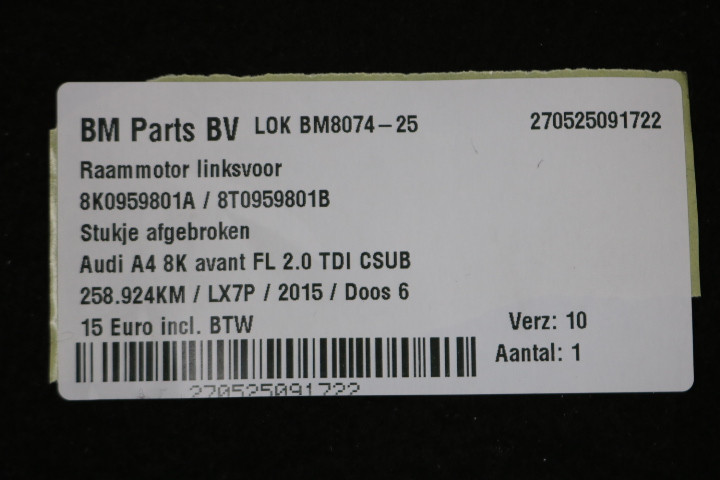 BM Parts BV LOK BM8074-25 270525091722
Raammotor linksvoor
8K0959801A / 8T0959801B
Stukje afgebroken
Audi A4 8K avant FL 2.0 TDI CSUB
258.924KM / LX7P / 2015 / Doos 6
15 Euro incl. BTW Verz: 10
Aantal: 1
270525091722